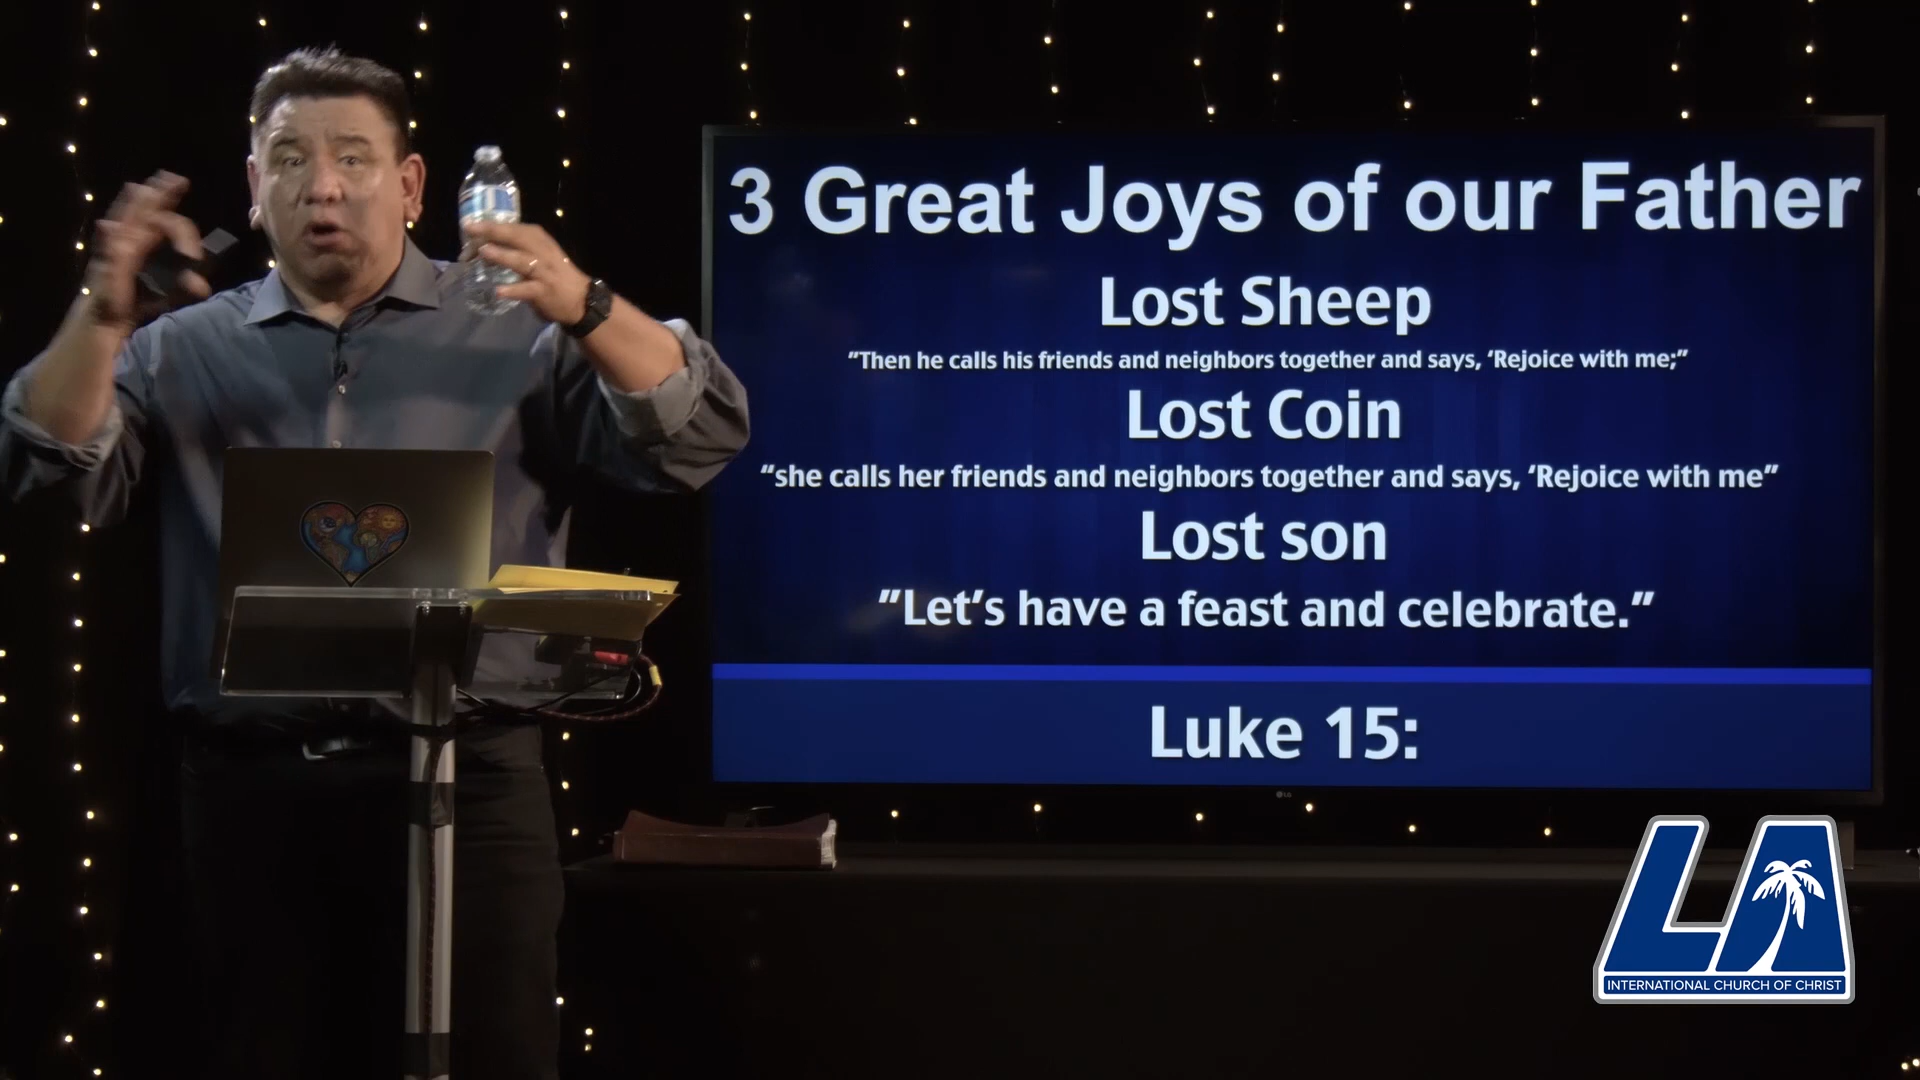 3 Great Joys of our Father
Lost Sheep
“Then he calls his friends and neighbors together and says, ‘Rejoice with me;”
Lost Coin
“she calls her friends and neighbors together and says, ‘Rejoice with me”
Lost son
”Let’s have a feast and celebrate.”
Luke 15:
LG
LA
INTERNATIONAL CHURCH OF CHRIST